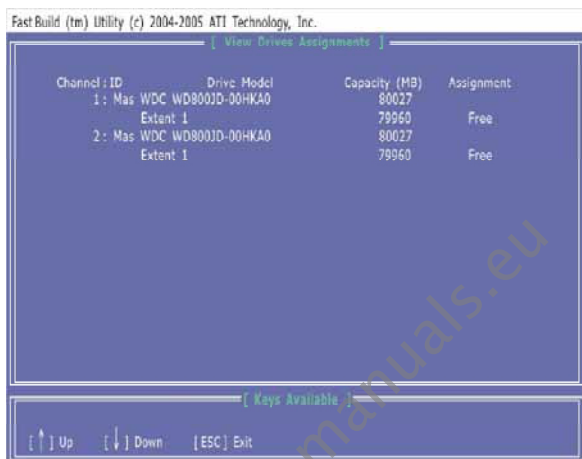 Fast Build (tm) Utility (c) 2004-2005 ATI Technology, Inc.
[ View Drives Assignments ]
Channel : ID Drive Model Capacity (MB) Assignment
1 : Mas WDC WD800JD-00HKA0 80027
Extent 1 79960 Free
2 : Mas WDC WD800JD-00HKA0 80027
Extent 1 79960 Free
manuals.eu
[ Keys Available ]
[ ↑ ] Up [ ↓ ] Down [ ESC ] Exit